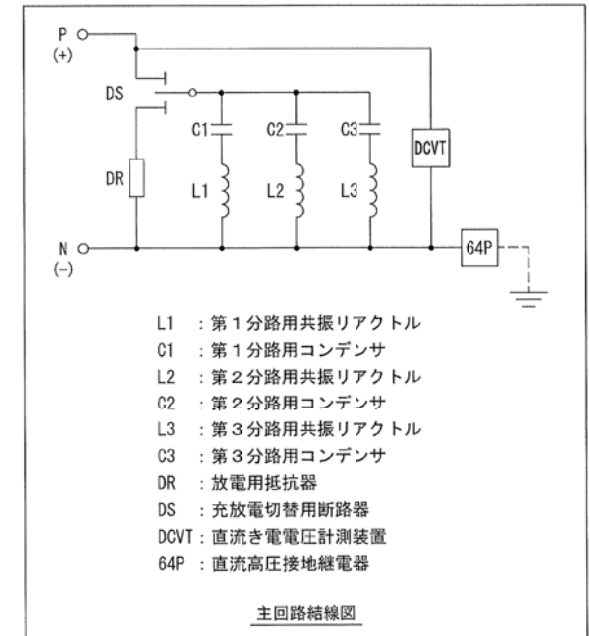 P
(+)
DS
C1
C2
C3
DCVT
DR
L1
L2
L3
N
(-)
64P
L1 :第1分路用共振リアクトル
C1 :第1分路用コンデンサ
L2 :第2分路用共振リアクトル
C2 :第2分路用コンデンサ
L3 :第3分路用共振リアクトル
C3 :第3分路用コンデンサ
DR :放電用抵抗器
DS :充放電切替用断路器
DCVT:直流き電電圧計測装置
64P :直流高圧接地継電器
主回路結線図